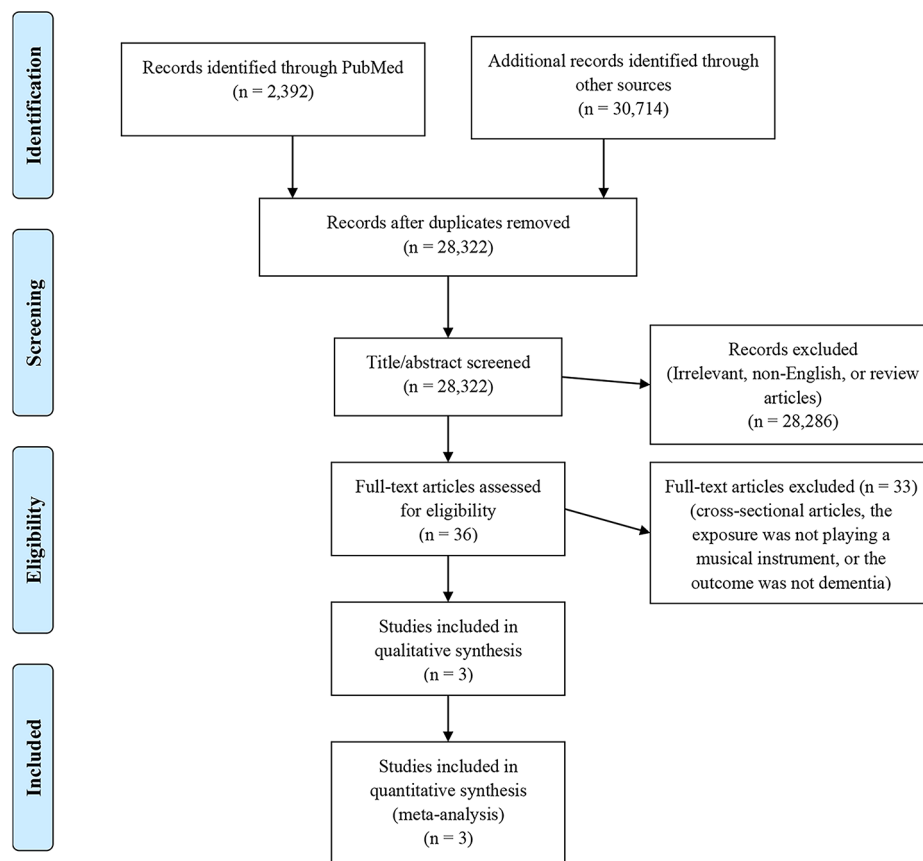 Identification
Records identified through PubMed
(n = 2,392)
Additional records identified through
other sources
(n = 30,714)
Records after duplicates removed
(n = 28,322)
Screening
Title/abstract screened
(n = 28,322)
Records excluded
(Irrelevant, non-English, or review
articles)
(n = 28,286)
Eligibility
Full-text articles assessed
for eligibility
(n = 36)
Full-text articles excluded (n = 33)
(cross-sectional articles, the
exposure was not playing a
musical instrument, or the
outcome was not dementia)
Studies included in
qualitative synthesis
(n = 3)
Included
Studies included in
quantitative synthesis
(meta-analysis)
(n = 3)